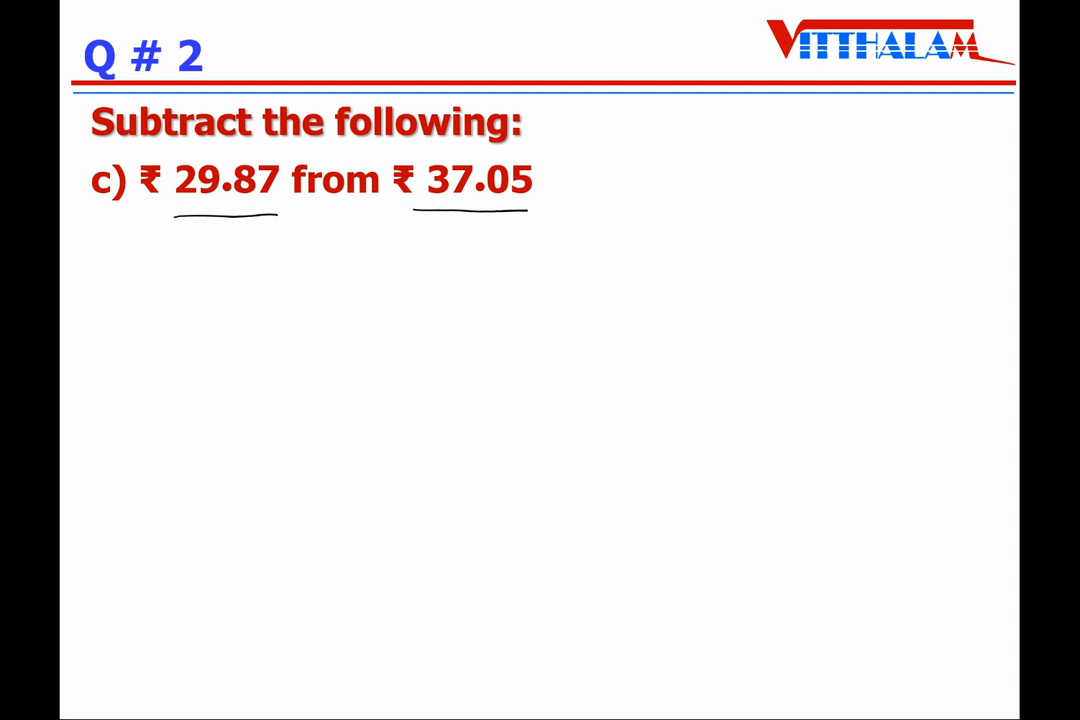 Q # 2
VITTHALAM
Subtract the following:
c) ₹ 29.87 from ₹ 37.05